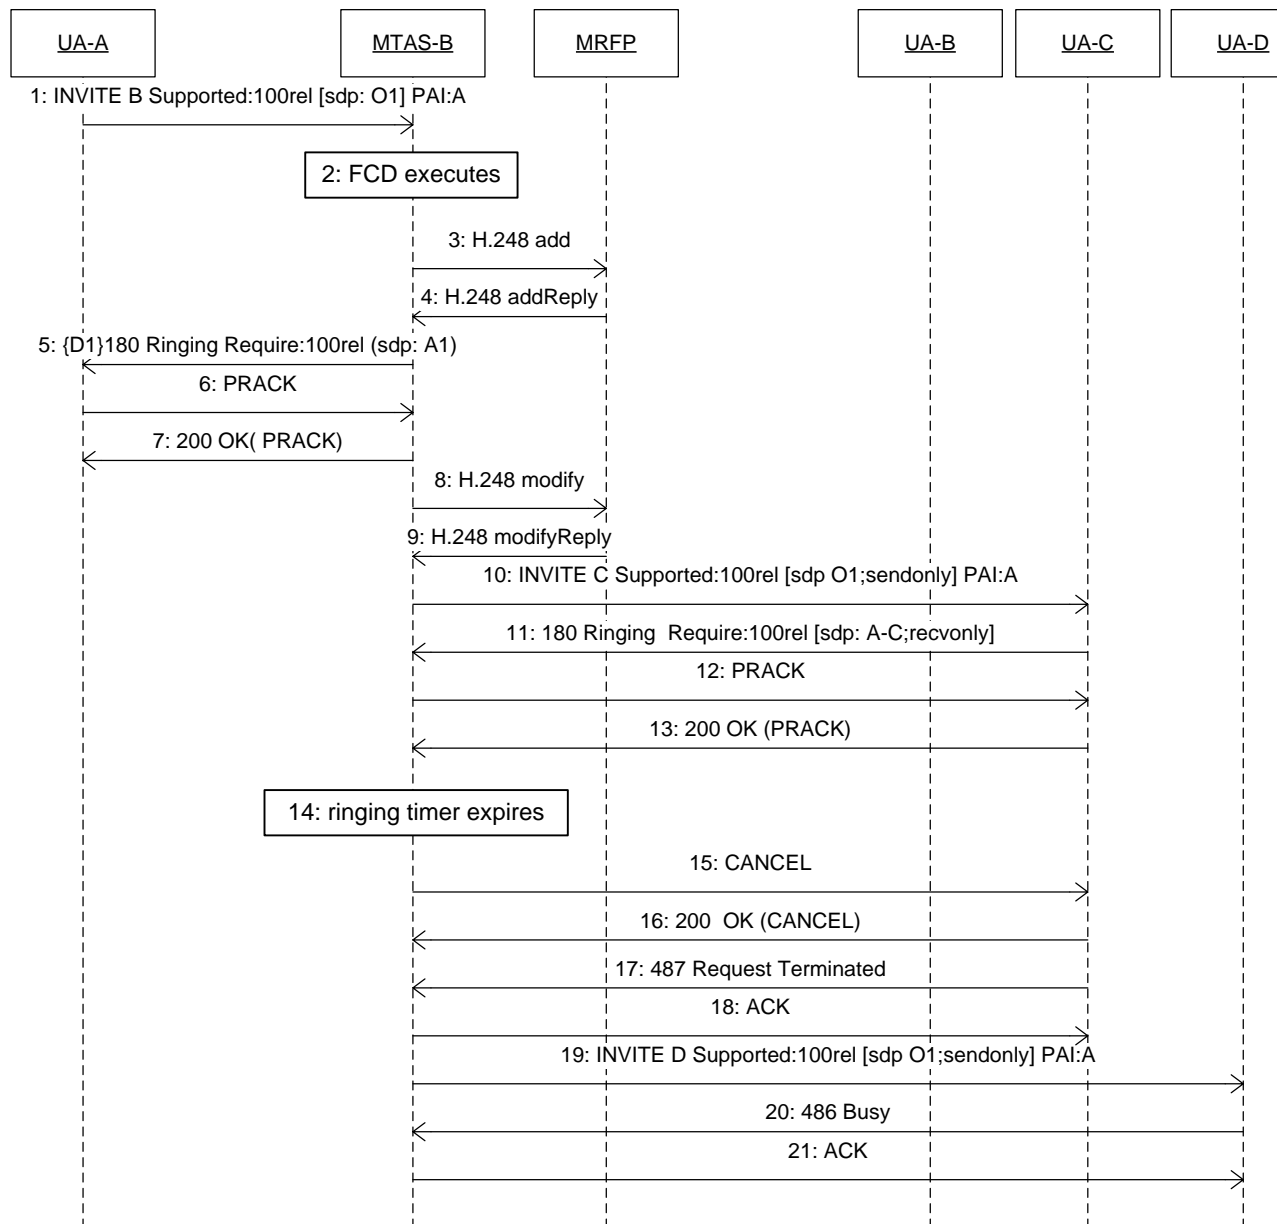 UA-A
MTAS-B
MRFP
UA-B
UA-C
UA-D
1: INVITE B Supported:100rel [sdp: O1] PAI:A
2: FCD executes
3: H.248 add
4: H.248 addReply
5: {D1}180 Ringing Require:100rel (sdp: A1)
6: PRACK
7: 200 OK( PRACK)
8: H.248 modify
9: H.248 modifyReply
10: INVITE C Supported:100rel [sdp O1;sendonly] PAI:A
11: 180 Ringing  Require:100rel [sdp: A-C;recvonly]
12: PRACK
13: 200 OK (PRACK)
14: ringing timer expires
15: CANCEL
16: 200  OK (CANCEL)
17: 487 Request Terminated
18: ACK
19: INVITE D Supported:100rel [sdp O1;sendonly] PAI:A
20: 486 Busy
21: ACK